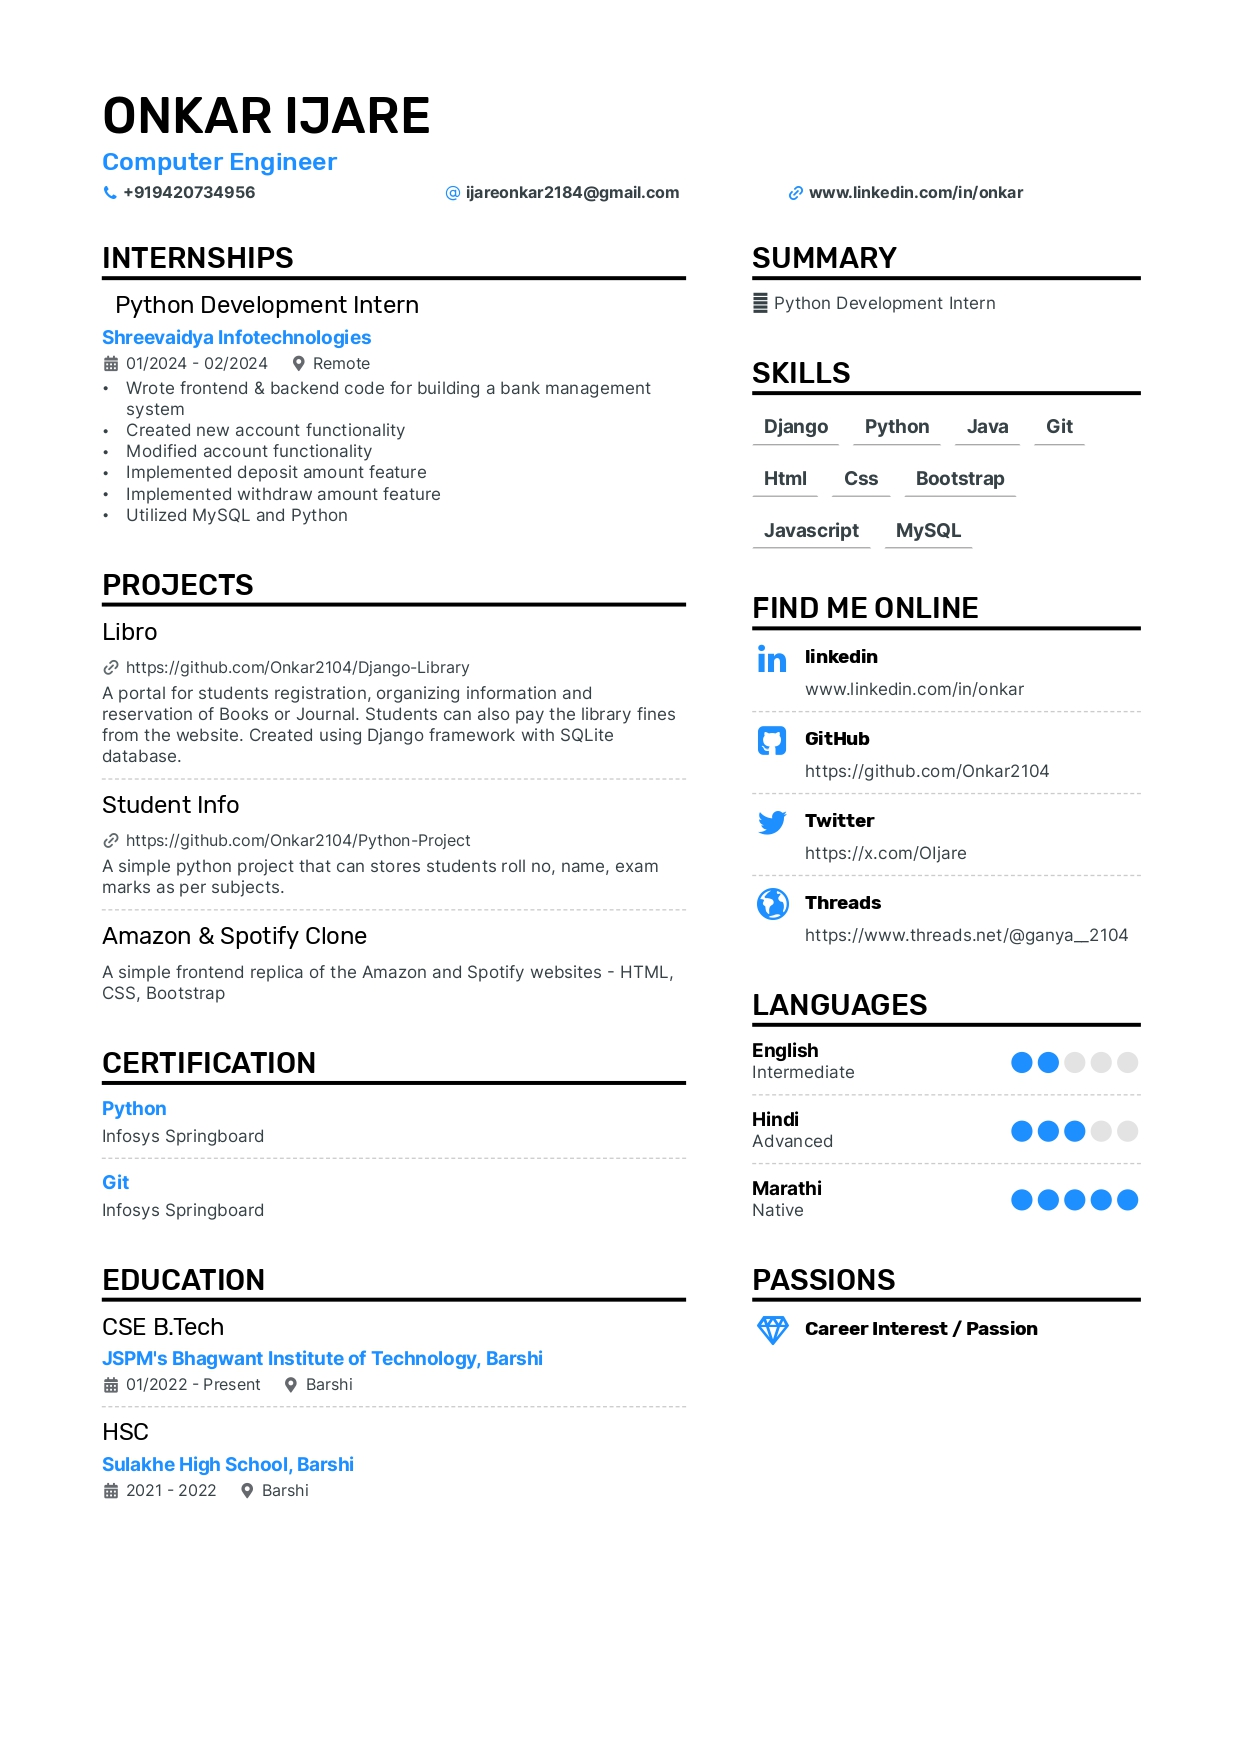 ONKAR IJARE
Computer Engineer
+919420734956
ijareonkar2184@gmail.com
www.linkedin.com/in/onkar
INTERNSHIPS
Python Development Intern
Shreevaidya Infotechnologies
01/2024 - 02/2024 Remote
• Wrote frontend & backend code for building a bank management
system
• Created new account functionality
• Modified account functionality
• Implemented deposit amount feature
• Implemented withdraw amount feature
• Utilized MySQL and Python
PROJECTS
Libro
https://github.com/Onkar2104/Django-Library
A portal for students registration, organizing information and
reservation of Books or Journal. Students can also pay the library fines
from the website. Created using Django framework with SQLite
database.
Student Info
https://github.com/Onkar2104/Python-Project
A simple python project that can stores students roll no, name, exam
marks as per subjects.
Amazon & Spotify Clone
A simple frontend replica of the Amazon and Spotify websites - HTML,
CSS, Bootstrap
CERTIFICATION
Python
Infosys Springboard
Git
Infosys Springboard
EDUCATION
CSE B.Tech
JSPM's Bhagwant Institute of Technology, Barshi
01/2022 - Present Barshi
HSC
Sulakhe High School, Barshi
2021 - 2022 Barshi
SUMMARY
Python Development Intern
SKILLS
Django Python Java Git
Html Css Bootstrap
Javascript MySQL
FIND ME ONLINE
linkedin
www.linkedin.com/in/onkar
GitHub
https://github.com/Onkar2104
Twitter
https://x.com/OIjare
Threads
https://www.threads.net/@ganya__2104
LANGUAGES
English
Intermediate
Hindi
Advanced
Marathi
Native
PASSIONS
Career Interest / Passion